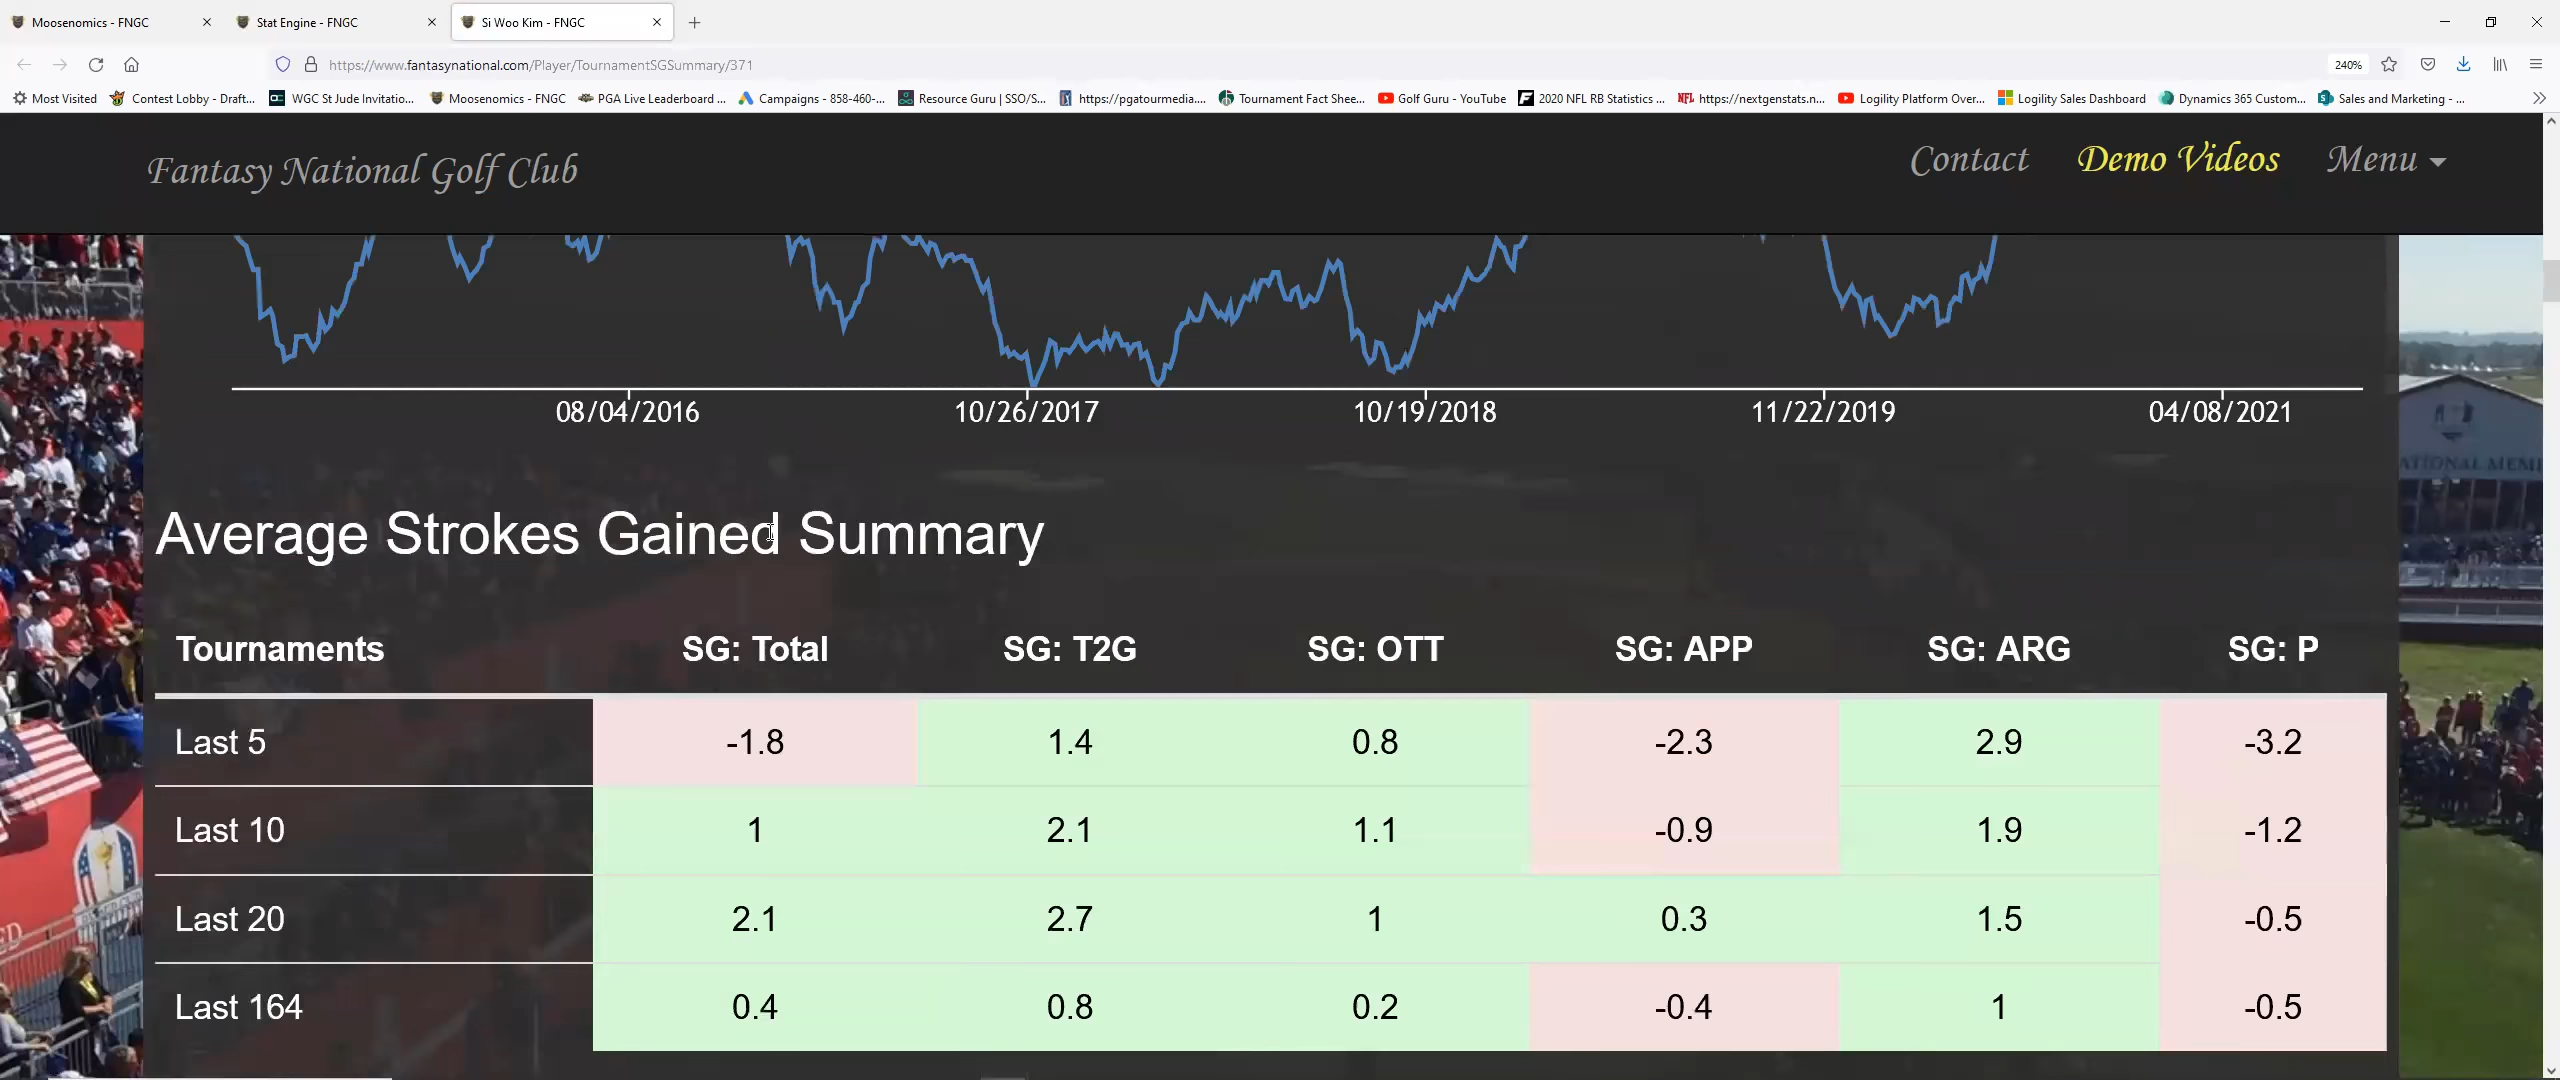 Moosenomics - FNGC
Stat Engine - FNGC
Si Woo Kim - FNGC
https://www.fantasynational.com/Player/TournamentSGSummary/371
240%
Most Visited
Contest Lobby - Draft...
WGC St Jude Invitatio...
Moosenomics - FNGC
PGA Live Leaderboard ...
Campaigns - 858-460-...
Resource Guru | SSO/S...
https://pgatourmedia....
Tournament Fact Shee...
Golf Guru - YouTube
2020 NFL RB Statistics ...
https://nextgenstats.n...
Logility Platform Over...
Logility Sales Dashboard
Dynamics 365 Custom...
Sales and Marketing - ...
Fantasy National Golf Club
Contact
Demo Videos
Menu
08/04/2016 10/26/2017 10/19/2018 11/22/2019 04/08/2021
Average Strokes Gained Summary
Tournaments SG: Total SG: T2G SG: OTT SG: APP SG: ARG SG: P
Last 5 -1.8 1.4 0.8 -2.3 2.9 -3.2
Last 10 1 2.1 1.1 -0.9 1.9 -1.2
Last 20 2.1 2.7 1 0.3 1.5 -0.5
Last 164 0.4 0.8 0.2 -0.4 1 -0.5